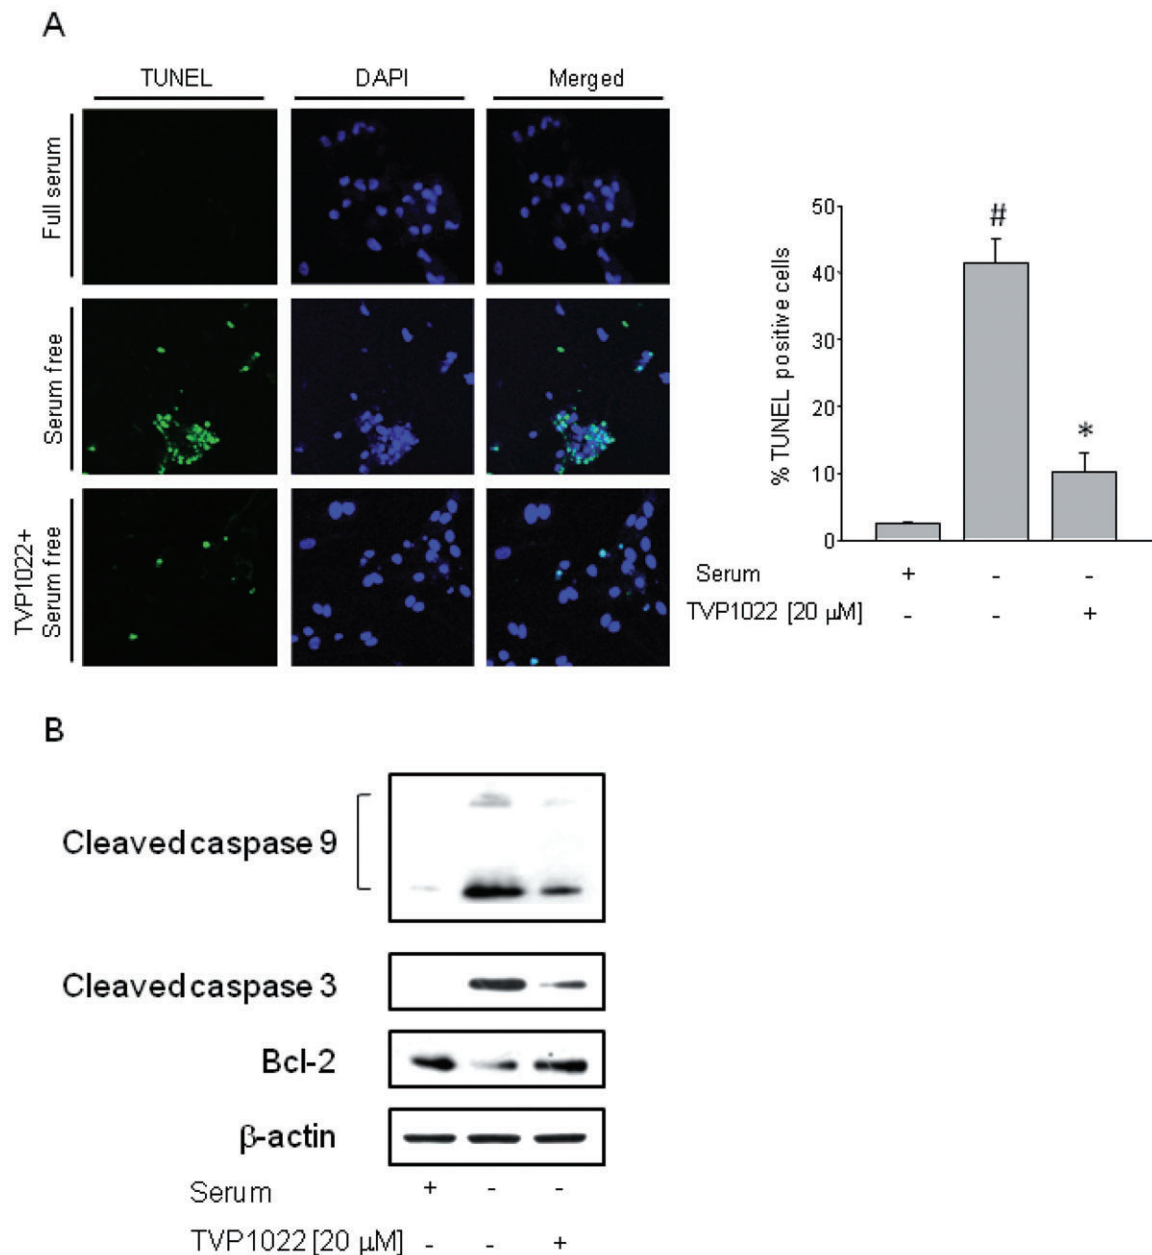 A
TUNEL DAPI Merged
Full serum
Serum free
TVP1022+
Serum free
% TUNEL positive cells
50
40
30
20
10
0
#
*
Serum + - -
TVP1022 [20 μM] - - +
B
Cleaved caspase 9
Cleaved caspase 3
Bcl-2
β-actin
Serum + - -
TVP1022 [20 μM] - - +